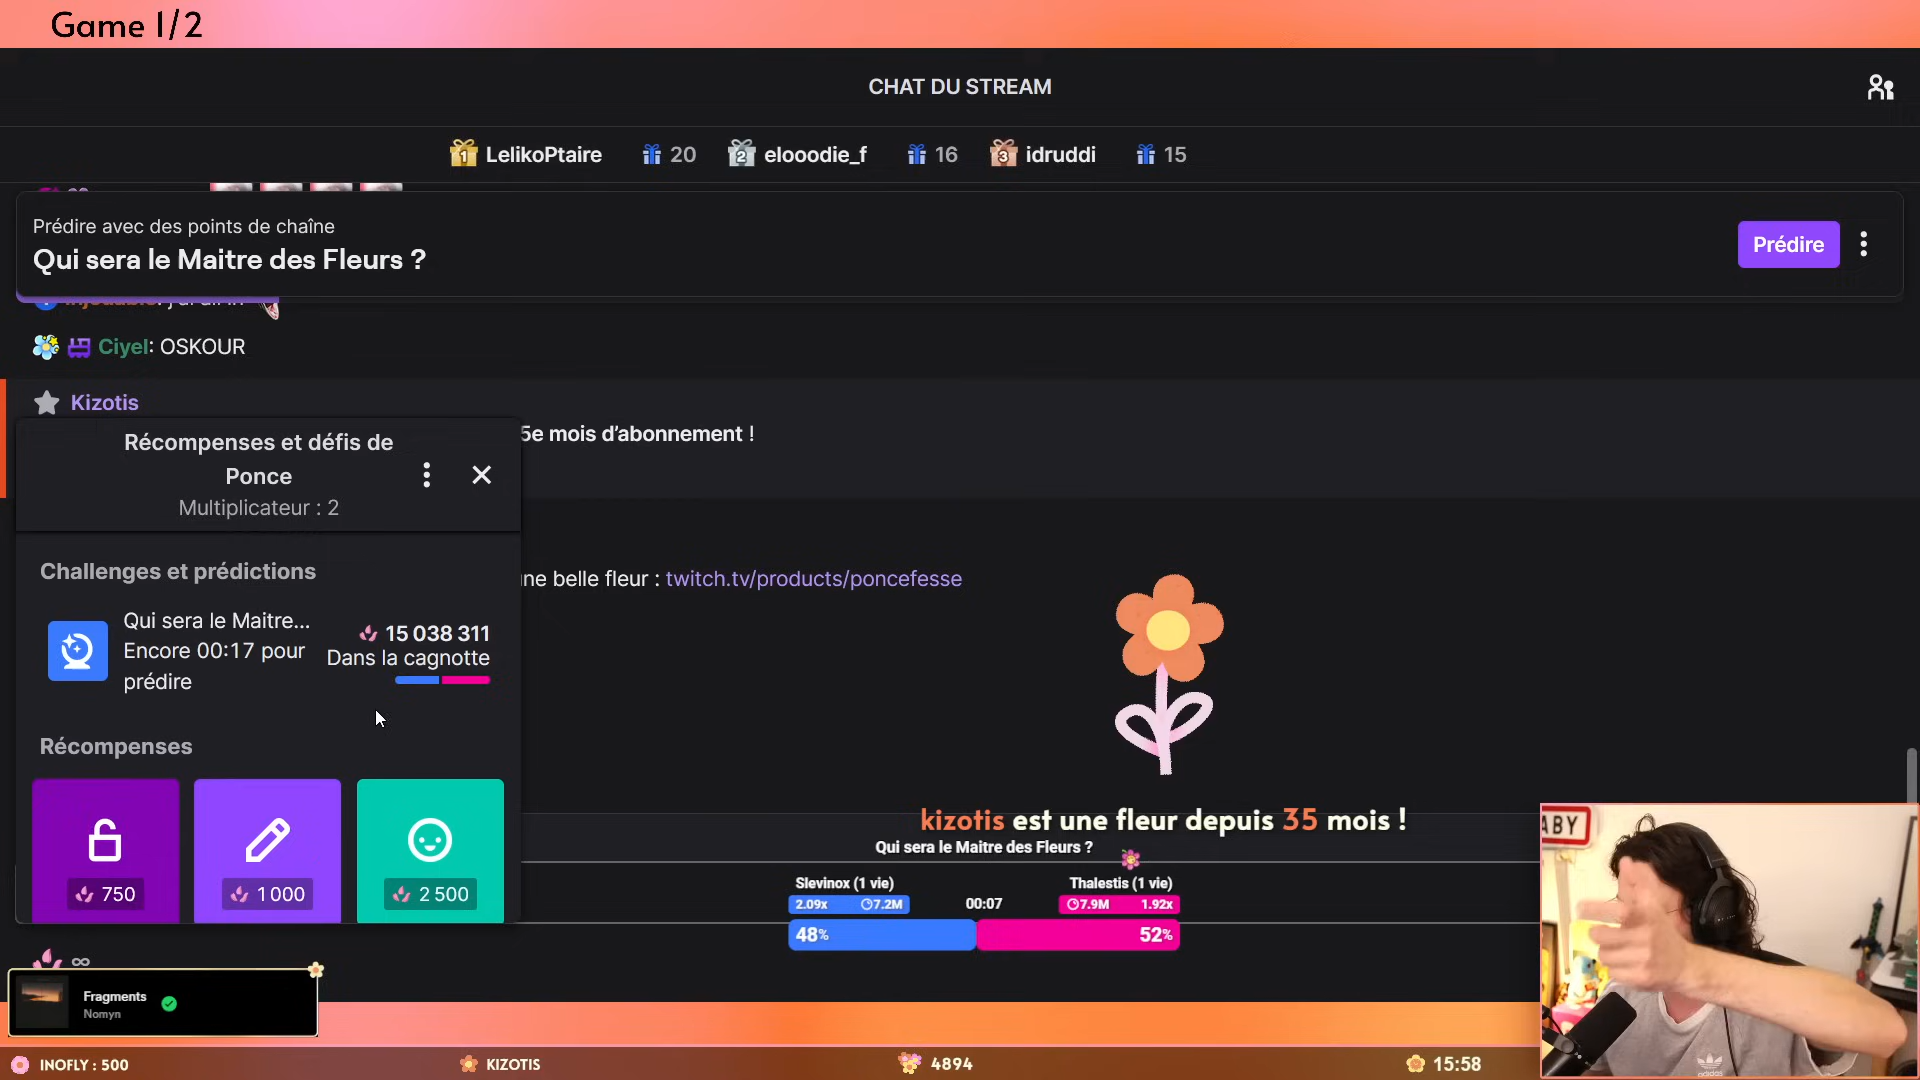 Game 1/2
CHAT DU STREAM
1 LelikoPtaire 20 2 elooodie_f 16 3 idruddi 15
Prédire avec des points de chaîne
Qui sera le Maitre des Fleurs ?
Prédire
Ciyel: OSKOUR
Kizotis
5e mois d'abonnement !
Récompenses et défis de
Ponce
Multiplicateur : 2
ne belle fleur : twitch.tv/products/poncefesse
Challenges et prédictions
Qui sera le Maitre...
Encore 00:17 pour
prédire
15 038 311
Dans la cagnotte
Récompenses
750
1 000
2 500
kizotis est une fleur depuis 35 mois !
Qui sera le Maitre des Fleurs ?
Slevinox (1 vie) Thalestis (1 vie)
2.09x 7.2M 00:07 7.9M 1.92x
48% 52%
∞
Fragments
Nomyn
ABY
adidas
INOFLY : 500 KIZOTIS 4894 15:58